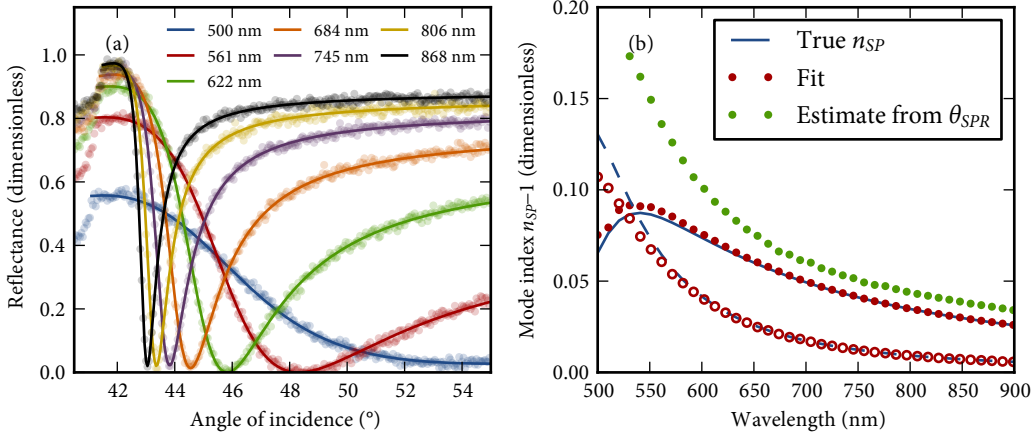 (a)
500 nm
561 nm
622 nm
684 nm
745 nm
806 nm
868 nm
Reflectance (dimensionless)
1.0
0.8
0.6
0.4
0.2
0.0
42
44
46
48
50
52
54
Angle of incidence (°)
(b)
True n_SP
Fit
Estimate from θ_SPR
Mode index n_SP−1 (dimensionless)
0.20
0.15
0.10
0.05
0.00
500
550
600
650
700
750
800
850
900
Wavelength (nm)